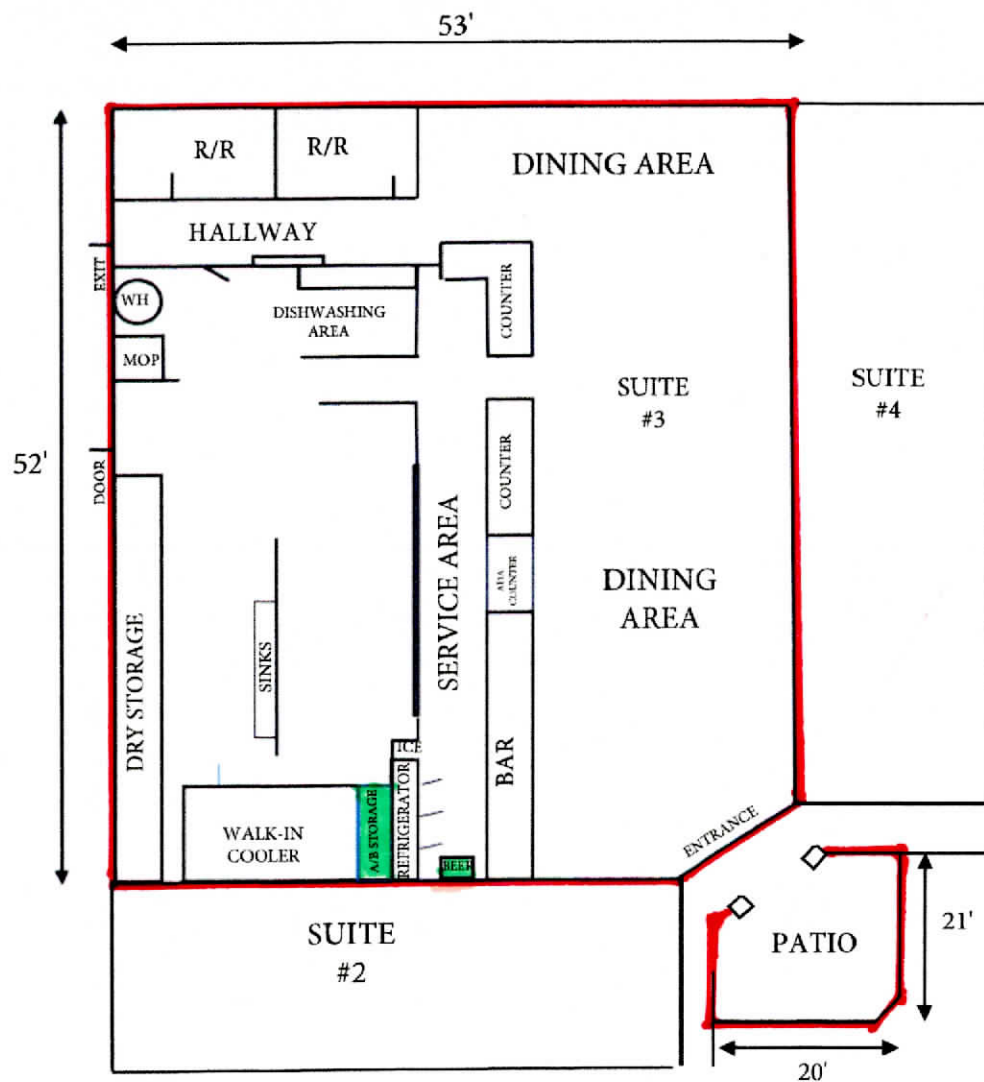 53'
R/R
R/R
DINING AREA
HALLWAY
EXIT
WH
DISHWASHING
AREA
COUNTER
MOP
SUITE
#3
SUITE
#4
52'
DOOR
COUNTER
SERVICE AREA
ADA
COUNTER
DINING
AREA
DRY STORAGE
SINKS
ICE
BAR
REFRIGERATOR
A/B STORAGE
WALK-IN
COOLER
BEER
ENTRANCE
SUITE
#2
PATIO
21'
20'